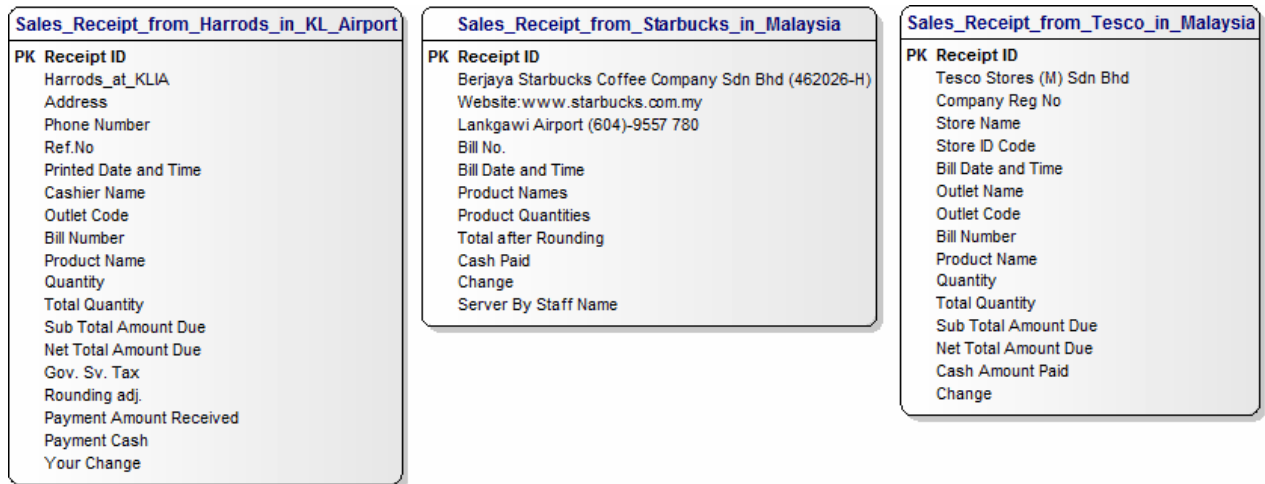 Sales_Receipt_from_Harrods_in_KL_Airport
PK Receipt ID
Harrods_at_KLIA
Address
Phone Number
Ref.No
Printed Date and Time
Cashier Name
Outlet Code
Bill Number
Product Name
Quantity
Total Quantity
Sub Total Amount Due
Net Total Amount Due
Gov. Sv. Tax
Rounding adj.
Payment Amount Received
Payment Cash
Your Change
Sales_Receipt_from_Starbucks_in_Malaysia
PK Receipt ID
Berjaya Starbucks Coffee Company Sdn Bhd (462026-H)
Website:www.starbucks.com.my
Lankgawi Airport (604)-9557 780
Bill No.
Bill Date and Time
Product Names
Product Quantities
Total after Rounding
Cash Paid
Change
Server By Staff Name
Sales_Receipt_from_Tesco_in_Malaysia
PK Receipt ID
Tesco Stores (M) Sdn Bhd
Company Reg No
Store Name
Store ID Code
Bill Date and Time
Outlet Name
Outlet Code
Bill Number
Product Name
Quantity
Total Quantity
Sub Total Amount Due
Net Total Amount Due
Cash Amount Paid
Change